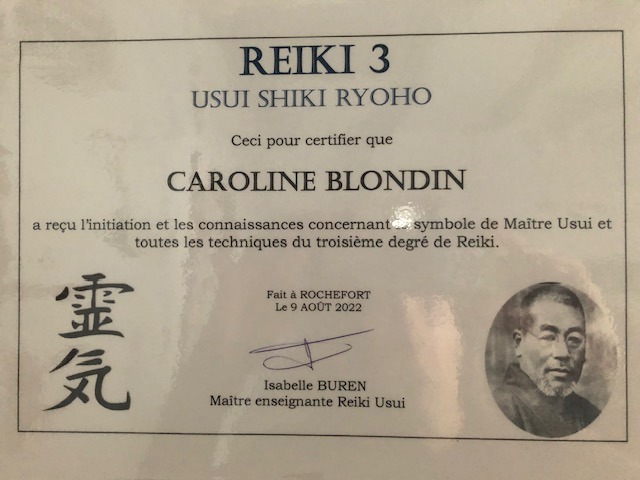 REIKI 3
USUI SHIKI RYOHO
Ceci pour certifier que
CAROLINE BLONDIN
a reçu l'initiation et les connaissances concernant symbole de Maître Usui et
toutes les techniques du troisième degré de Reiki.
Fait à ROCHEFORT
Le 9 AOÛT 2022
Isabelle BUREN
Maître enseignante Reiki Usui
靈
気